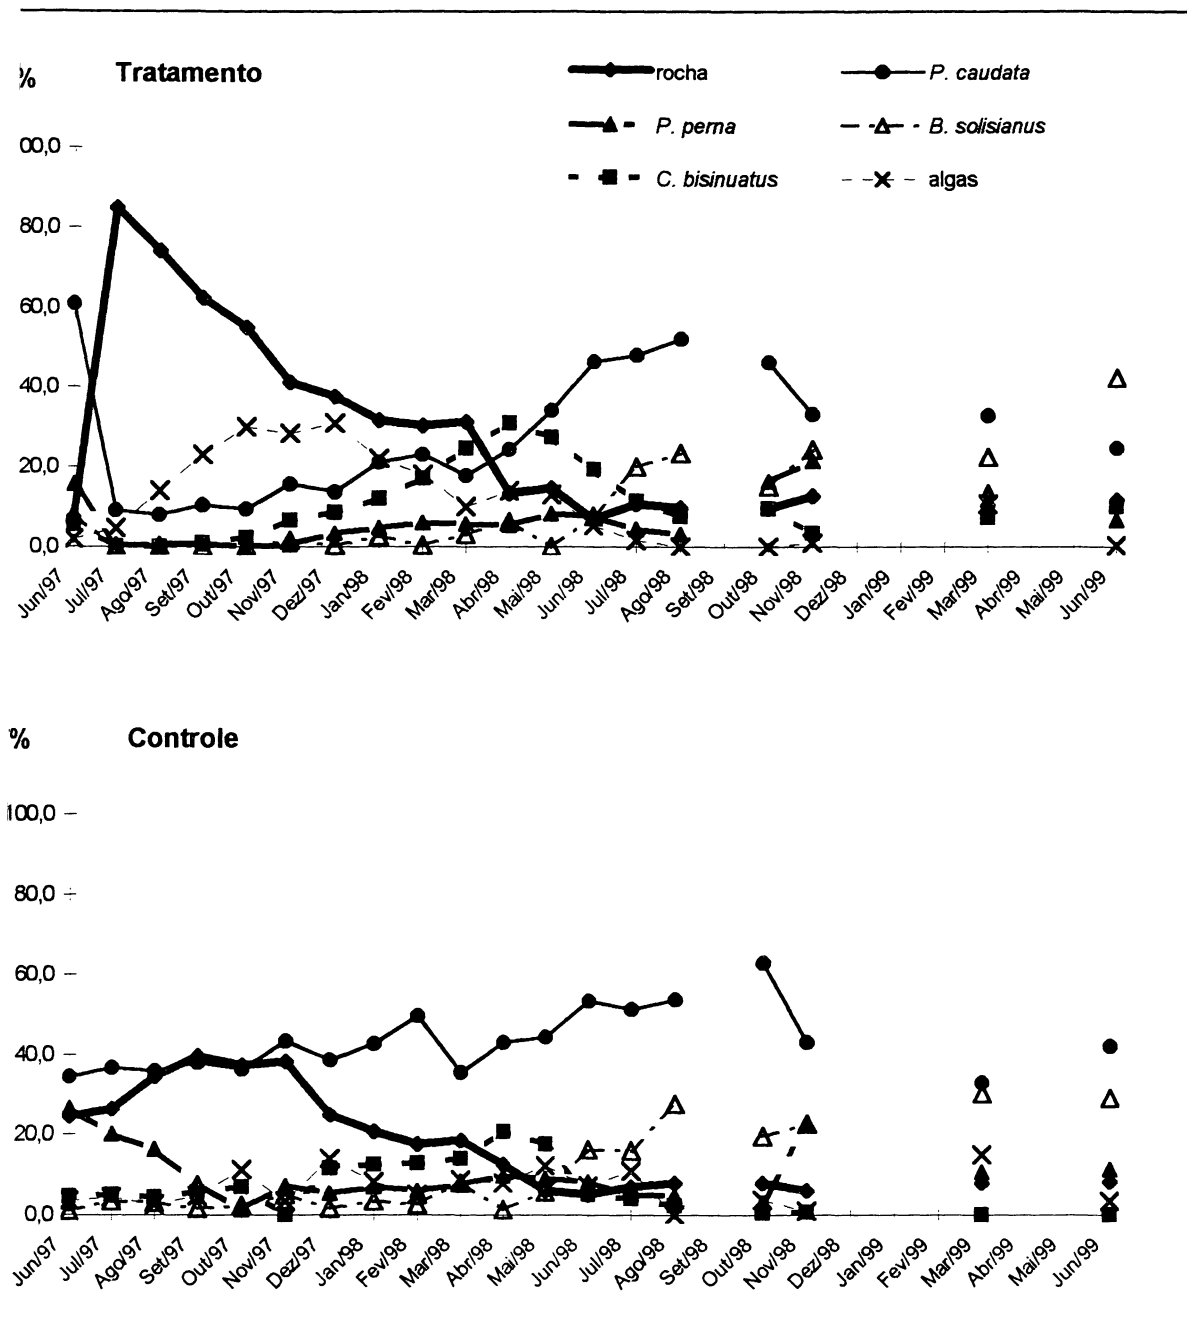 % Tratamento
rocha P. caudata
P. perna B. solisianus
C. bisinuatus algas
00,0
80,0
60,0
40,0
20,0
0,0
Jun/97 Jul/97 Ago/97 Set/97 Out/97 Nov/97 Dez/97 Jan/98 Fev/98 Mar/98 Abr/98 Mai/98 Jun/98 Jul/98 Ago/98 Set/98 Out/98 Nov/98 Dez/98 Jan/99 Fev/99 Mar/99 Abr/99 Mai/99 Jun/99
% Controle
100,0
80,0
60,0
40,0
20,0
0,0
Jun/97 Jul/97 Ago/97 Set/97 Out/97 Nov/97 Dez/97 Jan/98 Fev/98 Mar/98 Abr/98 Mai/98 Jun/98 Jul/98 Ago/98 Set/98 Out/98 Nov/98 Dez/98 Jan/99 Fev/99 Mar/99 Abr/99 Mai/99 Jun/99